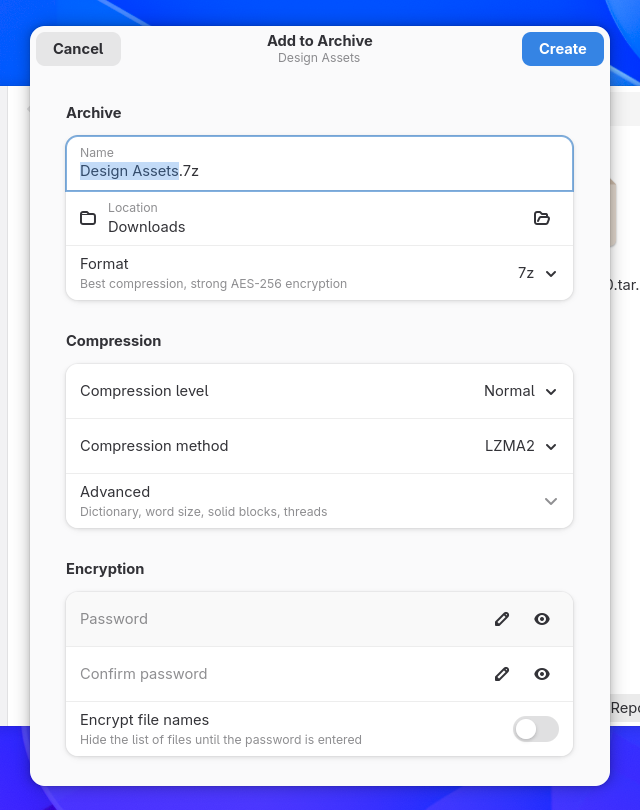 Cancel
Add to Archive
Design Assets
Create
Archive
Name
Design Assets.7z
Location
Downloads
Format
Best compression, strong AES-256 encryption
7z
.tar.
Compression
Compression level
Normal
Compression method
LZMA2
Advanced
Dictionary, word size, solid blocks, threads
Encryption
Password
Confirm password
Repo
Encrypt file names
Hide the list of files until the password is entered